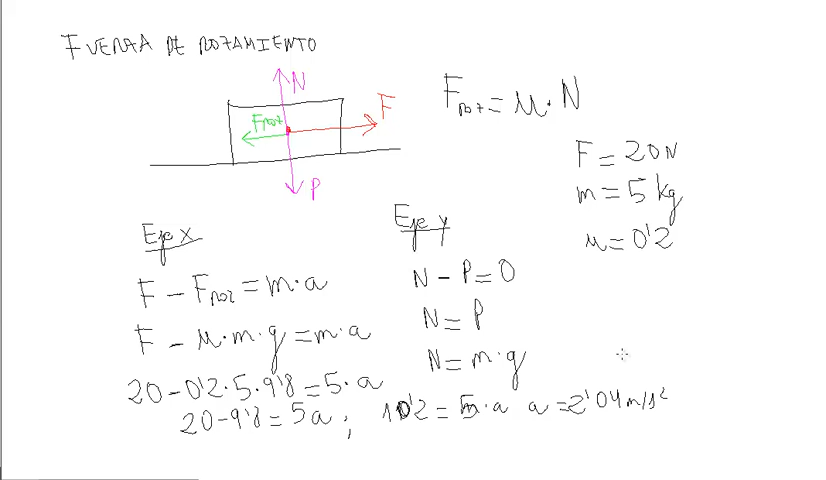 FUERZA DE ROZAMIENTO
N
F
Froz
P
Froz = μ · N
F = 20N
m = 5 kg
μ = 0'2
Eje x
F - Froz = m·a
F - μ·m·g = m·a
20 - 0'2·5·9'8 = 5·a
20 - 9'8 = 5a ; 10'2 = 5·a a = 2'04 m/s²
Eje y
N - P = 0
N = P
N = m·g